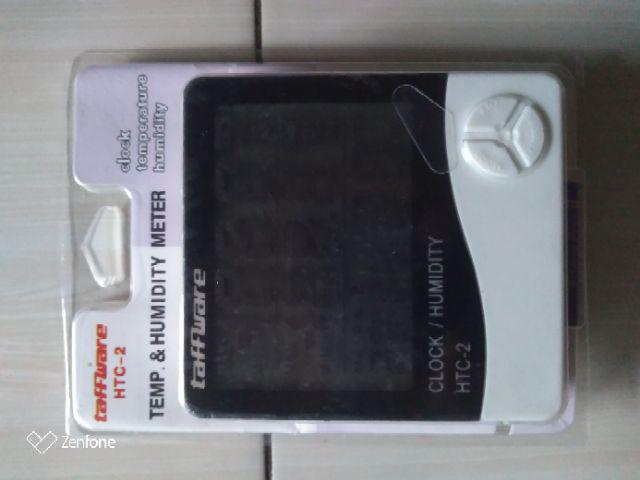 taffware
HTC-2
clock
temperature
humidity
TEMP. & HUMIDITY METER
taffware
CLOCK / HUMIDITY
HTC-2
Zenfone